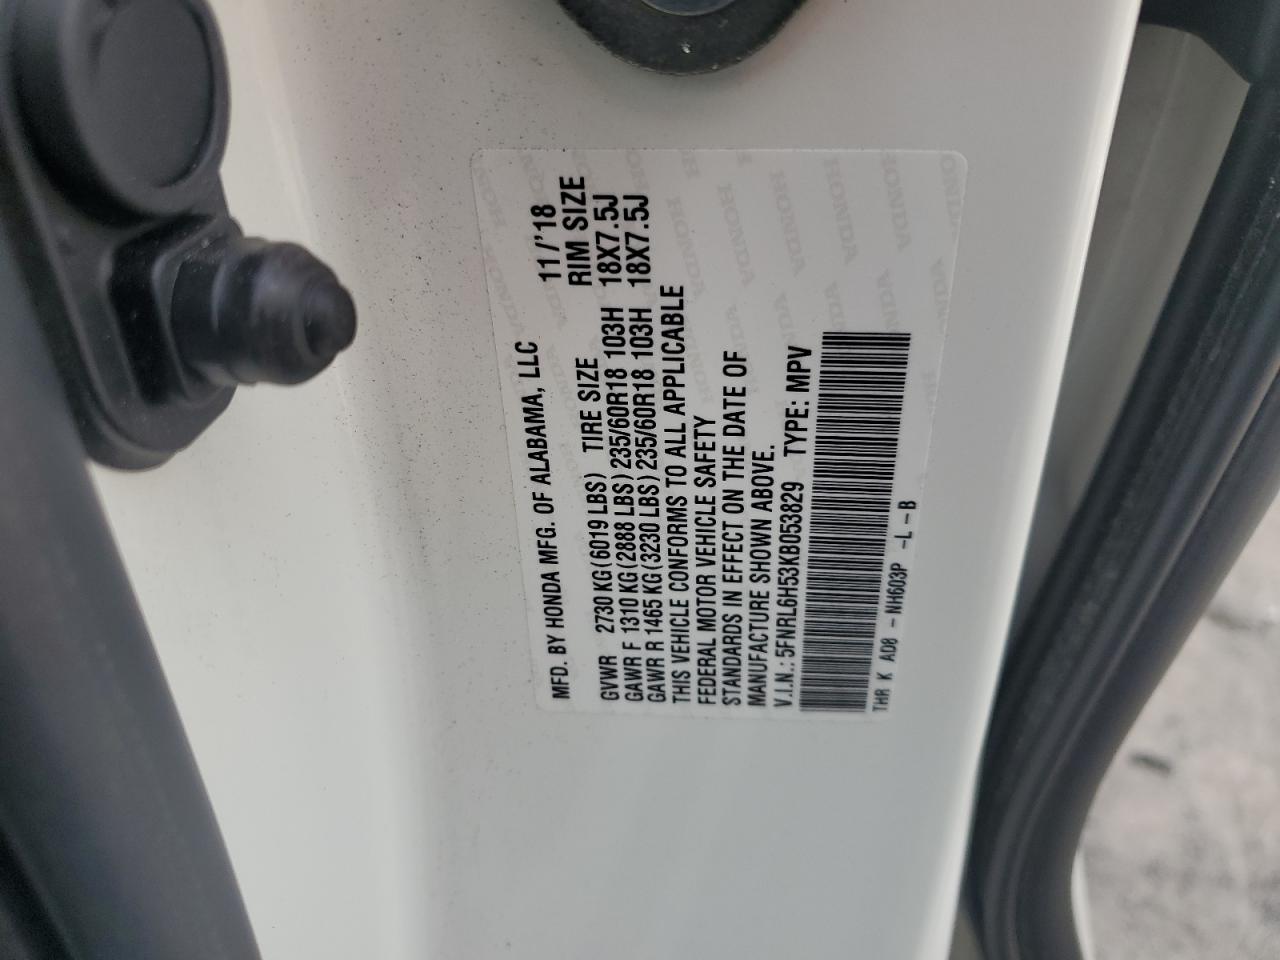 MFD. BY HONDA MFG. OF ALABAMA, LLC 11/'18
RIM SIZE
GVWR 2730 KG(6019 LBS) TIRE SIZE
GAWR F 1310 KG(2888 LBS)235/60R18 103H 18X7.5J
GAWR R 1465 KG(3230 LBS)235/60R18 103H 18X7.5J
THIS VEHICLE CONFORMS TO ALL APPLICABLE
FEDERAL MOTOR VEHICLE SAFETY
STANDARDS IN EFFECT ON THE DATE OF
MANUFACTURE SHOWN ABOVE.
V.I.N.: 5FNRL6H53KB053829 TYPE: MPV
THR K A08 - NH603P -L-B